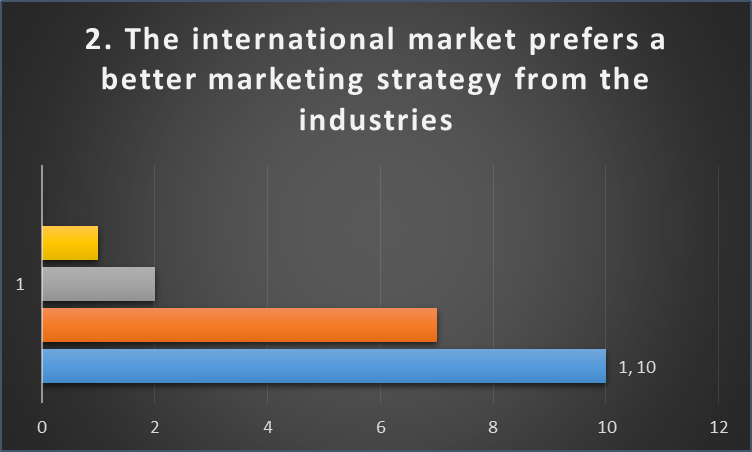 2. The international market prefers a
better marketing strategy from the
industries
1
1, 10
0 2 4 6 8 10 12